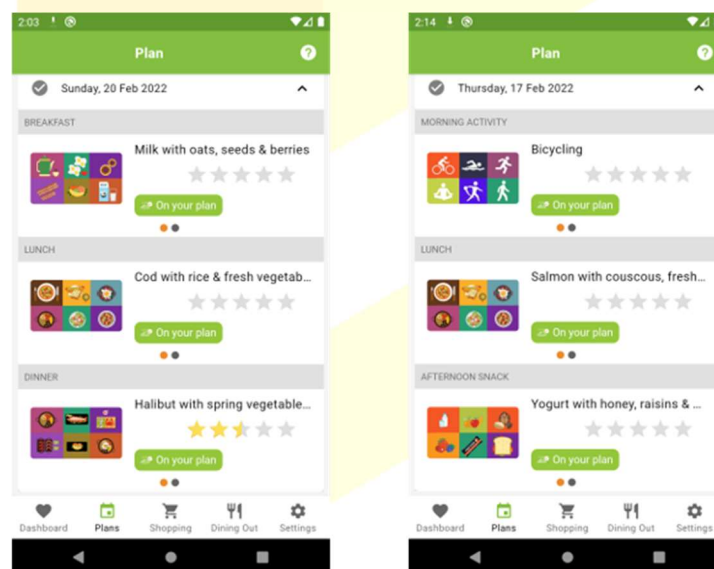 2:03
Plan
Sunday, 20 Feb 2022
BREAKFAST
Milk with oats, seeds & berries
On your plan
LUNCH
Cod with rice & fresh vegetab...
On your plan
DINNER
Halibut with spring vegetable...
On your plan
Dashboard Plans Shopping Dining Out Settings
2:14
Plan
Thursday, 17 Feb 2022
MORNING ACTIVITY
Bicycling
On your plan
LUNCH
Salmon with couscous, fresh...
On your plan
AFTERNOON SNACK
Yogurt with honey, raisins & ...
On your plan
Dashboard Plans Shopping Dining Out Settings